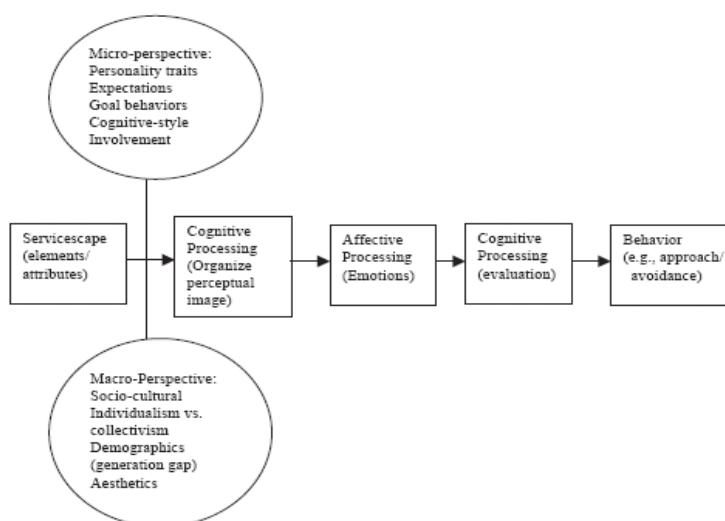 Micro-perspective:
Personality traits
Expectations
Goal behaviors
Cognitive-style
Involvement
Servicescape
(elements/
attributes)
Cognitive
Processing
(Organize
perceptual
image)
Affective
Processing
(Emotions)
Cognitive
Processing
(evaluation)
Behavior
(e.g., approach/
avoidance)
Macro-Perspective:
Socio-cultural
Individualism vs.
collectivism
Demographics
(generation gap)
Aesthetics